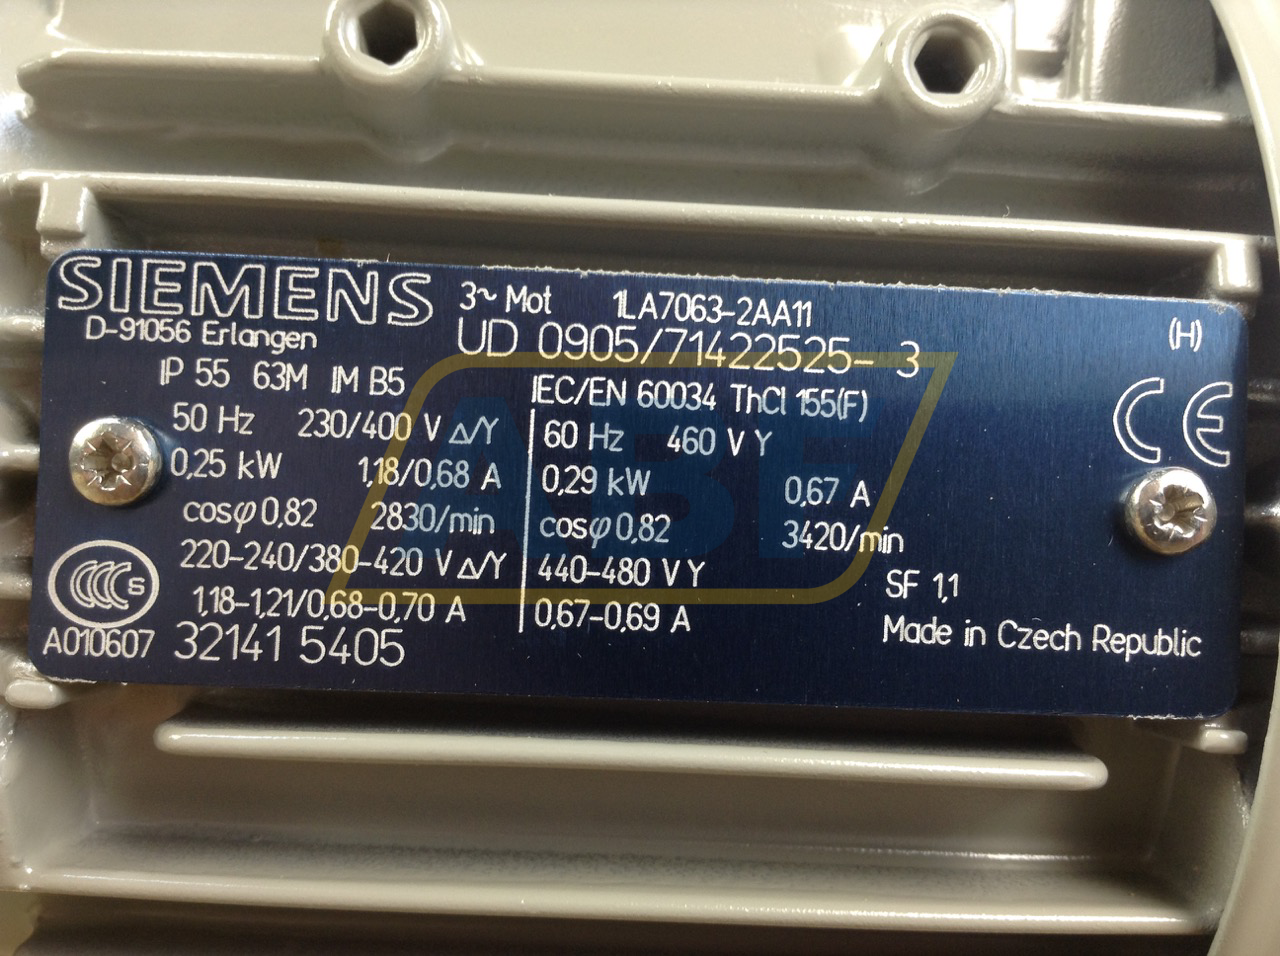 SIEMENS 3~ Mot 1LA7063-2AA11
D-91056 Erlangen UD 0905/71422525-3 (H)
IP 55 63M IM B5 IEC/EN 60034 ThCl 155(F)
CE
50 Hz 230/400 V Δ/Y 60 Hz 460 V Y
0,25 kW 1,18/0,68 A 0,29 kW 0,67 A
cosφ 0,82 2830/min cosφ 0,82 3420/min
220-240/380-420 V Δ/Y 440-480 V Y SF 1,1
1,18-1,21/0,68-0,70 A 0,67-0,69 A
CCC S
A010607 32141 5405 Made in Czech Republic
ABF